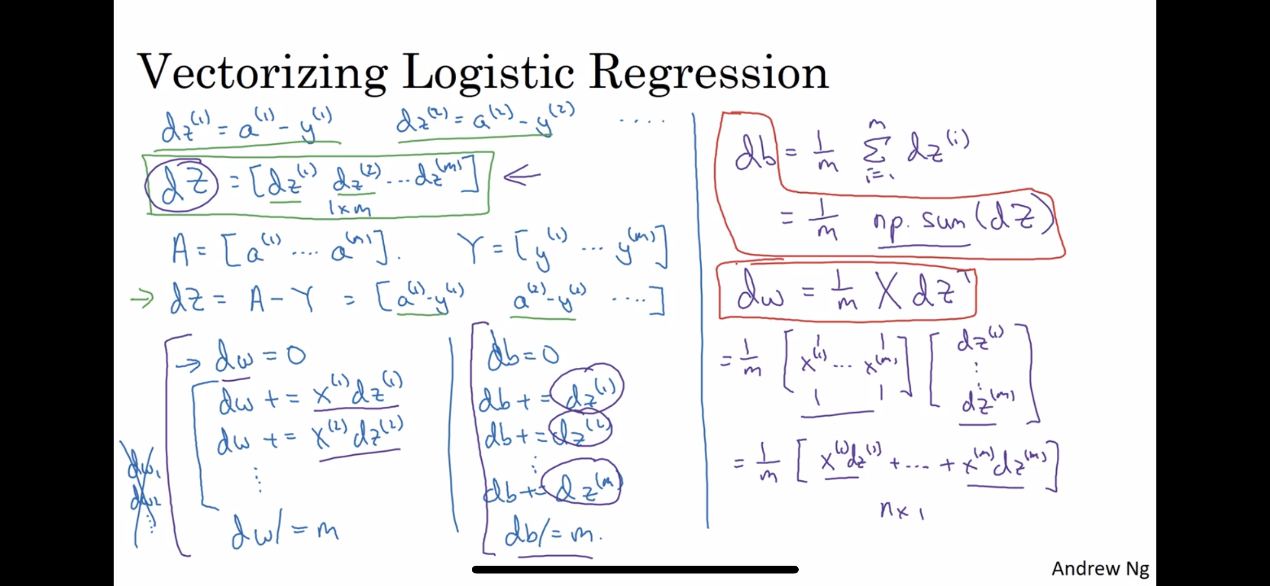 Vectorizing Logistic Regression
dz⁽¹⁾ = a⁽¹⁾ - y⁽¹⁾    dz⁽²⁾ = a⁽²⁾ - y⁽²⁾    ....
dZ = [dz⁽¹⁾ dz⁽²⁾ ... dz⁽ᵐ⁾] ←
1×m
A = [a⁽¹⁾ .... a⁽ᵐ⁾].    Y = [y⁽¹⁾ ... y⁽ᵐ⁾]
→ dZ = A - Y = [a⁽¹⁾-y⁽¹⁾    a⁽²⁾-y⁽²⁾    ....]
→ dw = 0
dw += x⁽¹⁾dz⁽¹⁾
dw += x⁽²⁾dz⁽²⁾
⋮
dw /= m
dw₁
dw₂
⋮
db = 0
db += dz⁽¹⁾
db += dz⁽²⁾
⋮
db += dz⁽ᵐ⁾
db /= m.
db = 1/m Σᵢ₌₁ᵐ dz⁽ⁱ⁾
= 1/m np.sum(dZ)
dw = 1/m X dzᵀ
= 1/m [x⁽¹⁾ ... x⁽ᵐ⁾] [dz⁽¹⁾ ⋮ dz⁽ᵐ⁾]
= 1/m [x⁽¹⁾dz⁽¹⁾ + ... + x⁽ᵐ⁾dz⁽ᵐ⁾]
n×1
Andrew Ng